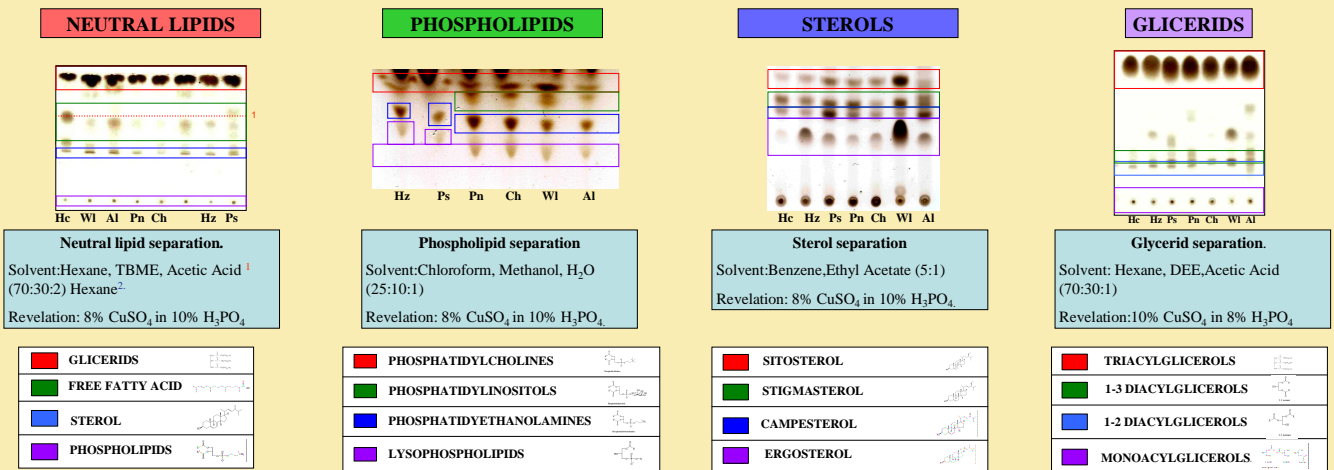 NEUTRAL LIPIDS
1
Hc Wl Al Pn Ch Hz Ps
Neutral lipid separation.
Solvent:Hexane, TBME, Acetic Acid 1
(70:30:2) Hexane2.
Revelation: 8% CuSO4 in 10% H3PO4
GLICERIDS
FREE FATTY ACID
STEROL
PHOSPHOLIPIDS
PHOSPHOLIPIDS
Hz Ps Pn Ch Wl Al
Phospholipid separation
Solvent:Chloroform, Methanol, H2O
(25:10:1)
Revelation: 8% CuSO4 in 10% H3PO4.
PHOSPHATIDYLCHOLINES
PHOSPHATIDYLINOSITOLS
PHOSPHATIDYETHANOLAMINES
LYSOPHOSPHOLIPIDS
STEROLS
Hc Hz Ps Pn Ch Wl Al
Sterol separation
Solvent:Benzene,Ethyl Acetate (5:1)
Revelation: 8% CuSO4 in 10% H3PO4.
SITOSTEROL
STIGMASTEROL
CAMPESTEROL
ERGOSTEROL
GLICERIDS
Hc Hz Ps Pn Ch Wl Al
Glycerid separation.
Solvent: Hexane, DEE,Acetic Acid
(70:30:1)
Revelation:10% CuSO4 in 8% H3PO4
TRIACYLGLICEROLS
1-3 DIACYLGLICEROLS
1-2 DIACYLGLICEROLS
MONOACYLGLICEROLS.